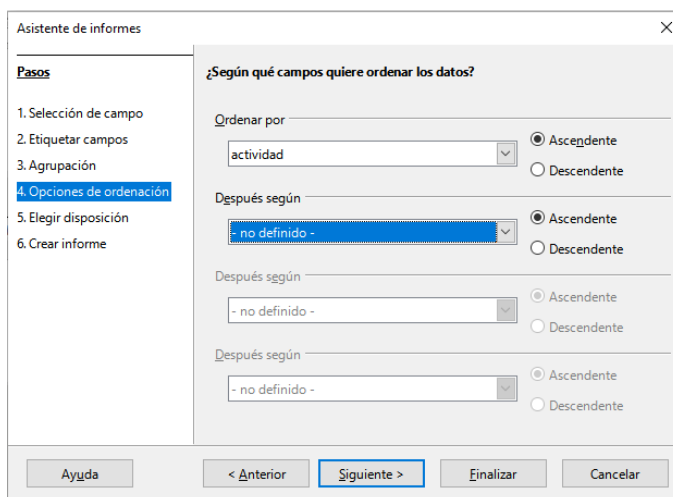 Asistente de informes
Pasos
1. Selección de campo
2. Etiquetar campos
3. Agrupación
4. Opciones de ordenación
5. Elegir disposición
6. Crear informe
¿Según qué campos quiere ordenar los datos?
Ordenar por
actividad
Ascendente
Descendente
Después según
- no definido -
Ascendente
Descendente
Después según
- no definido -
Ascendente
Descendente
Después según
- no definido -
Ascendente
Descendente
Ayuda
< Anterior
Siguiente >
Finalizar
Cancelar